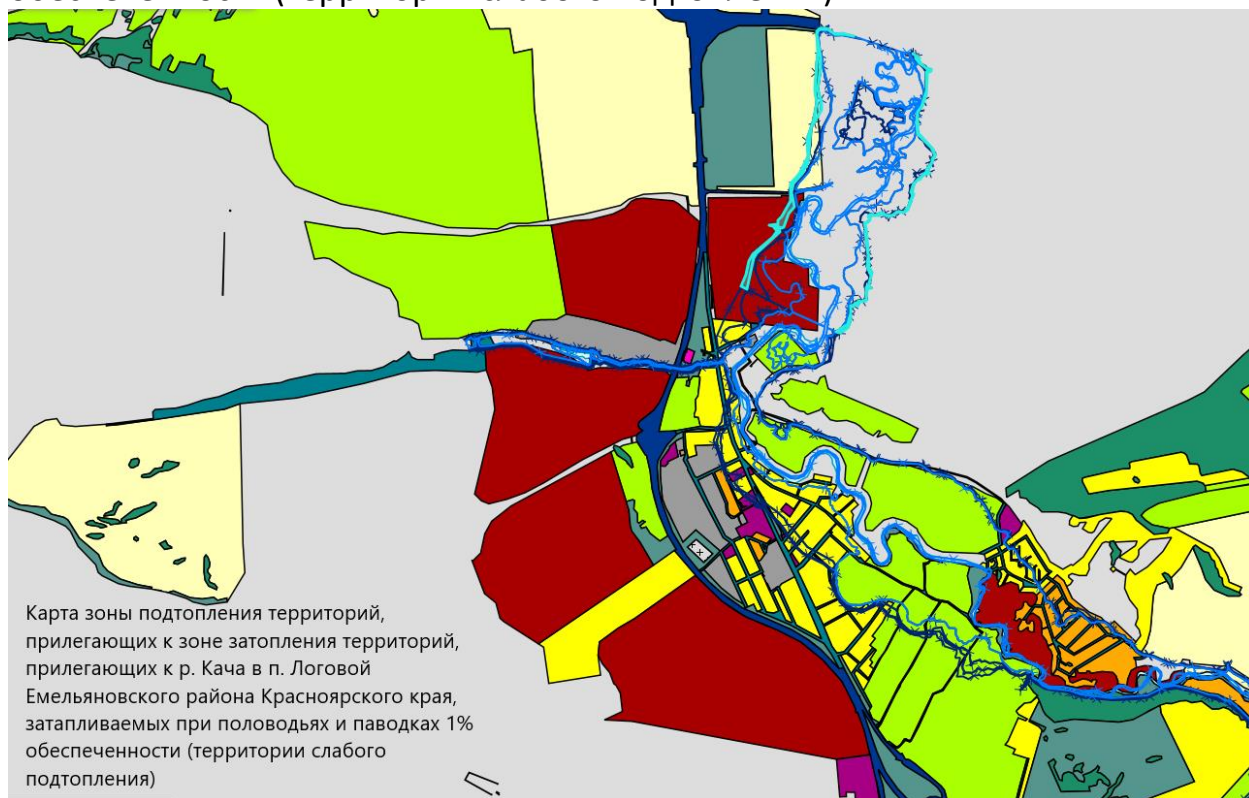 Карта зоны подтопления территорий,
прилегающих к зоне затопления территорий,
прилегающих к р. Кача в п. Логовой
Емельяновского района Красноярского края,
затапливаемых при половодьях и паводках 1%
обеспеченности (территории слабого
подтопления)